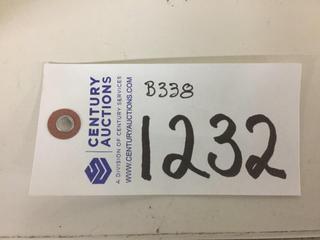 CENTURY
AUCTIONS
A DIVISION OF CENTURY SERVICES
WWW.CENTURYAUCTIONS.COM
B338
1232